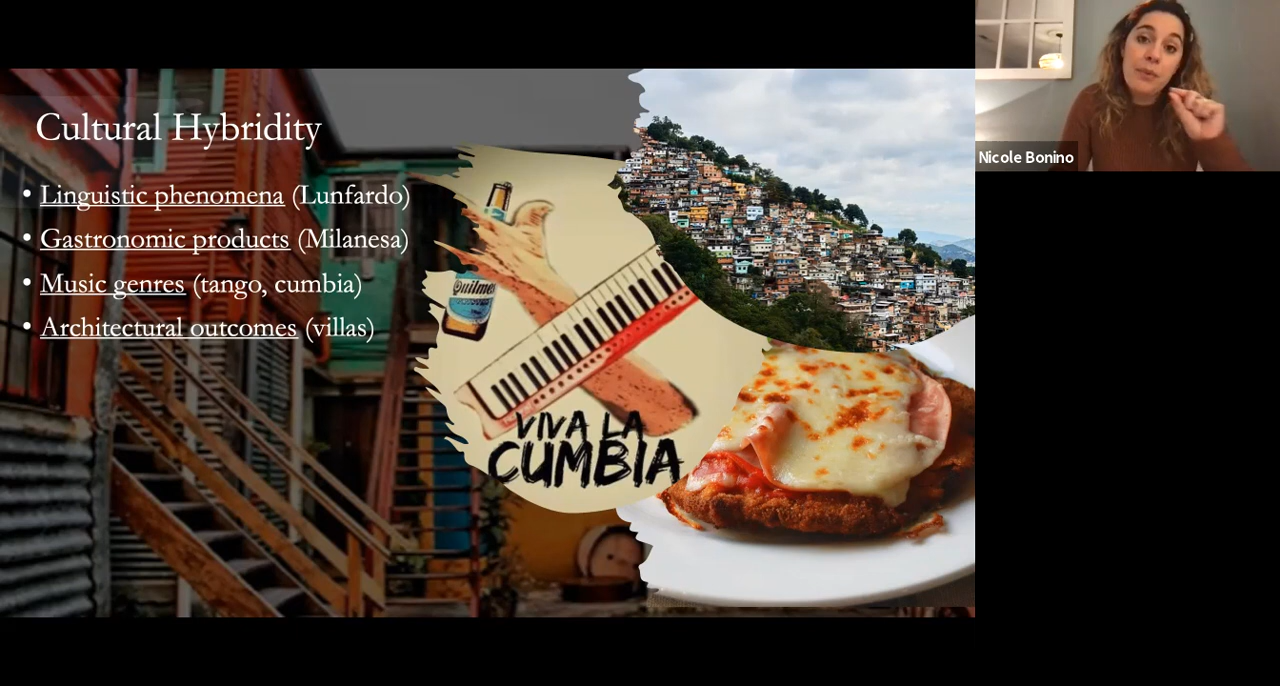 Cultural Hybridity
• Linguistic phenomena (Lunfardo)
• Gastronomic products (Milanesa)
• Music genres (tango, cumbia)
• Architectural outcomes (villas)
Quilmes
VIVA LA
CUMBIA
Nicole Bonino